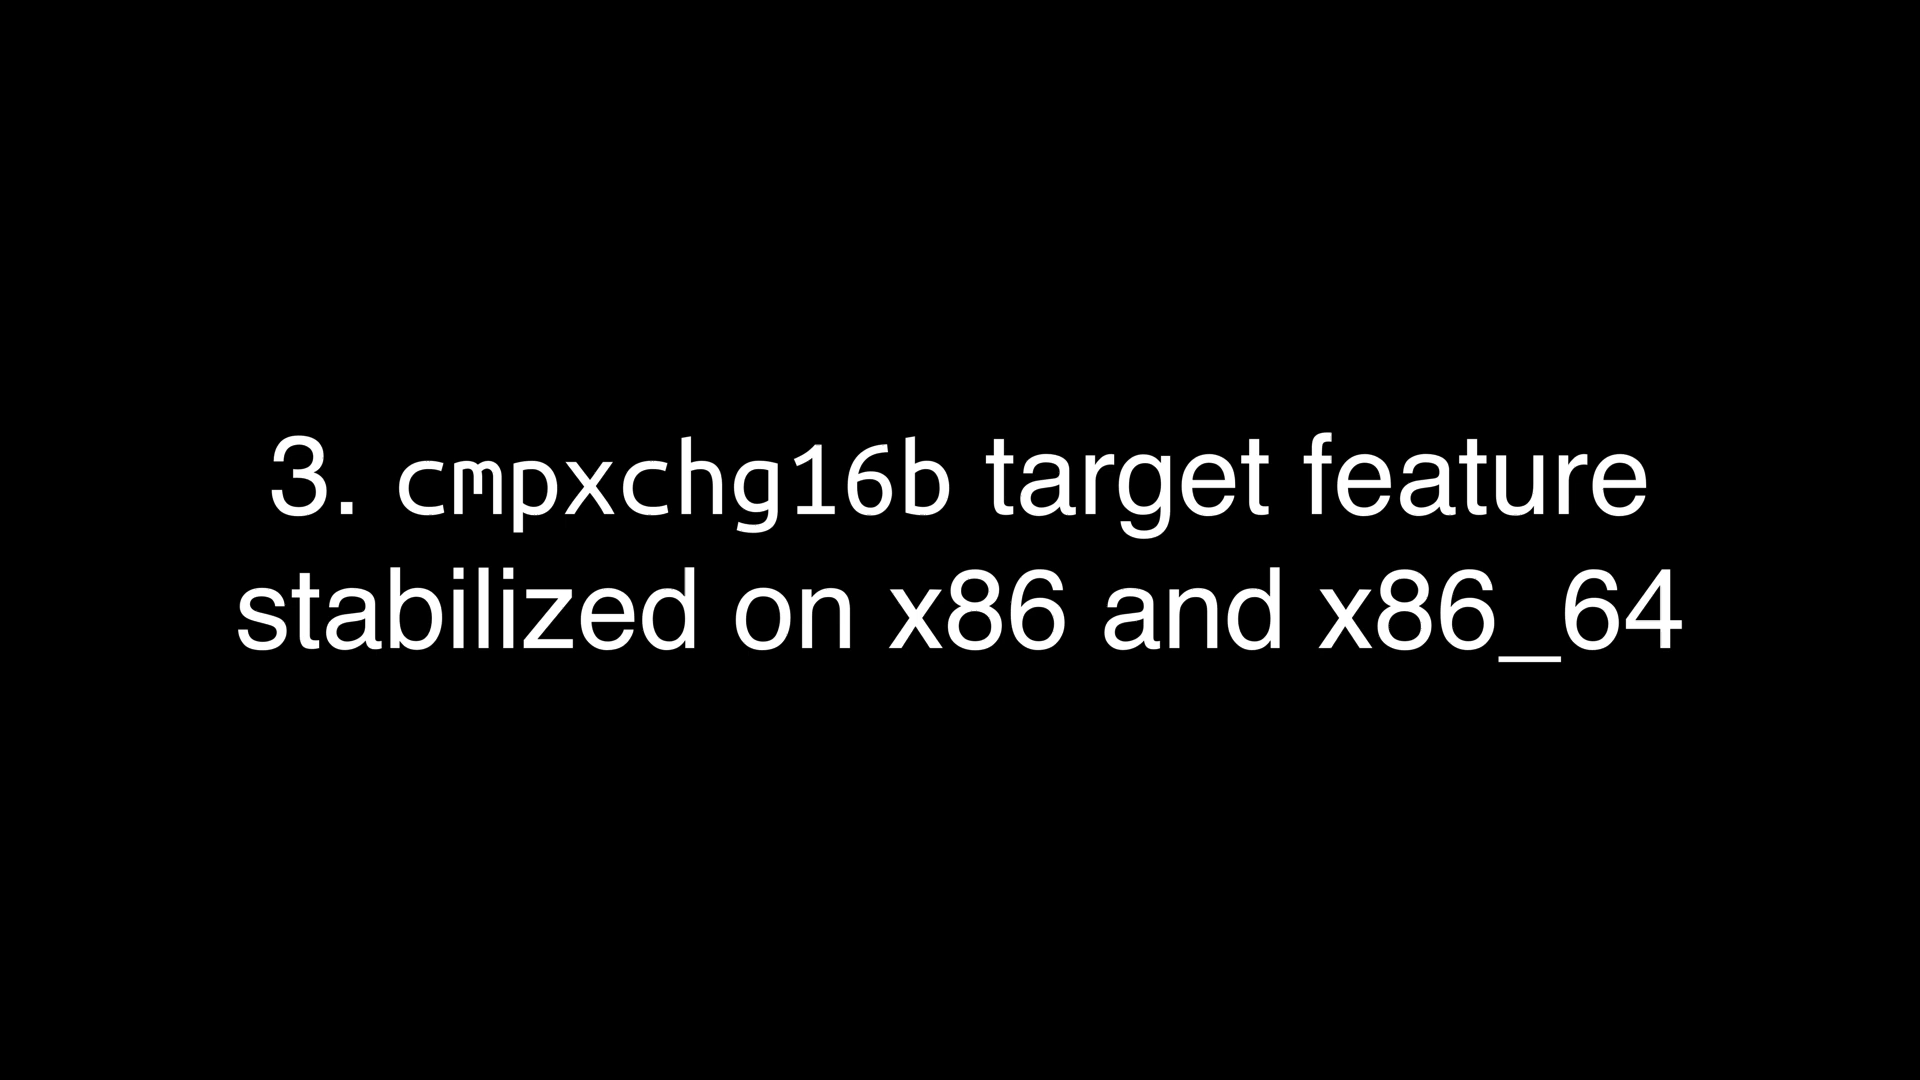 3. cmpxchg16b target feature
stabilized on x86 and x86_64